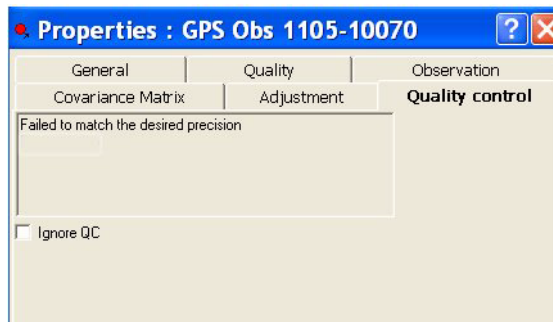 Properties : GPS Obs 1105-10070
General Quality Observation
Covariance Matrix Adjustment Quality control
Failed to match the desired precision
Ignore QC